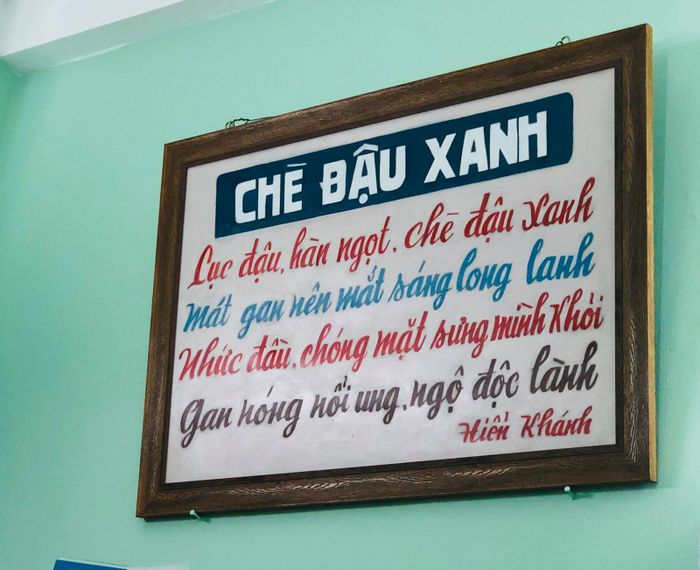 CHÈ ĐẬU XANH
Lục đậu, hàn ngọt, chè đậu xanh
Mát gan nên mắt sáng long lanh
Nhức đầu, chóng mặt sưng mình khỏi
Gan nóng nổi ung, ngộ độc lành
Hiển Khánh